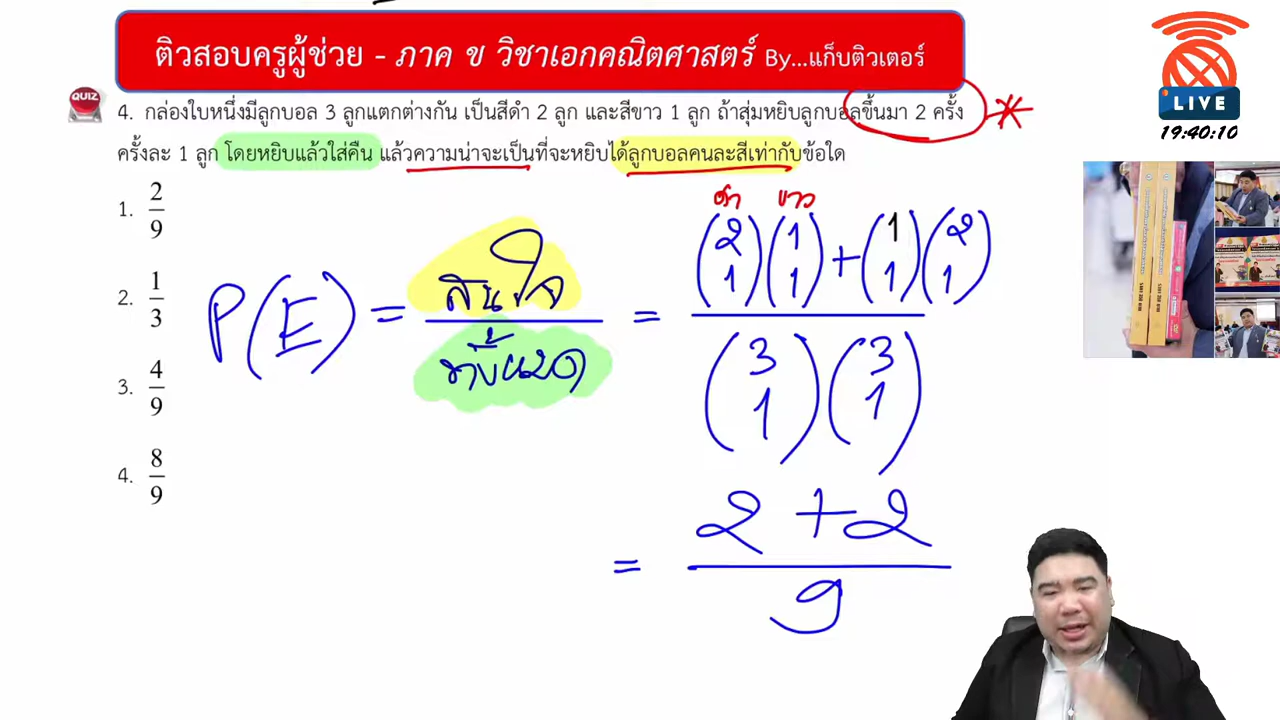 ติวสอบครูผู้ช่วย - ภาค ข วิชาเอกคณิตศาสตร์ By...แก็บติวเตอร์
LIVE
19:40:10
QUIZ
4. กล่องใบหนึ่งมีลูกบอล 3 ลูกแตกต่างกัน เป็นสีดำ 2 ลูก และสีขาว 1 ลูก ถ้าสุ่มหยิบลูกบอลขึ้นมา 2 ครั้ง
ครั้งละ 1 ลูก โดยหยิบแล้วใส่คืน แล้วความน่าจะเป็นที่จะหยิบได้ลูกบอลคนละสีเท่ากับข้อใด
1. 2/9
2. 1/3
3. 4/9
4. 8/9
ดำ ขาว
P(E) = สนใจ/ทั้งหมด = (2 1)(1 1)+(1 1)(2 1) / (3 1)(3 1)
= 2+2 / 9